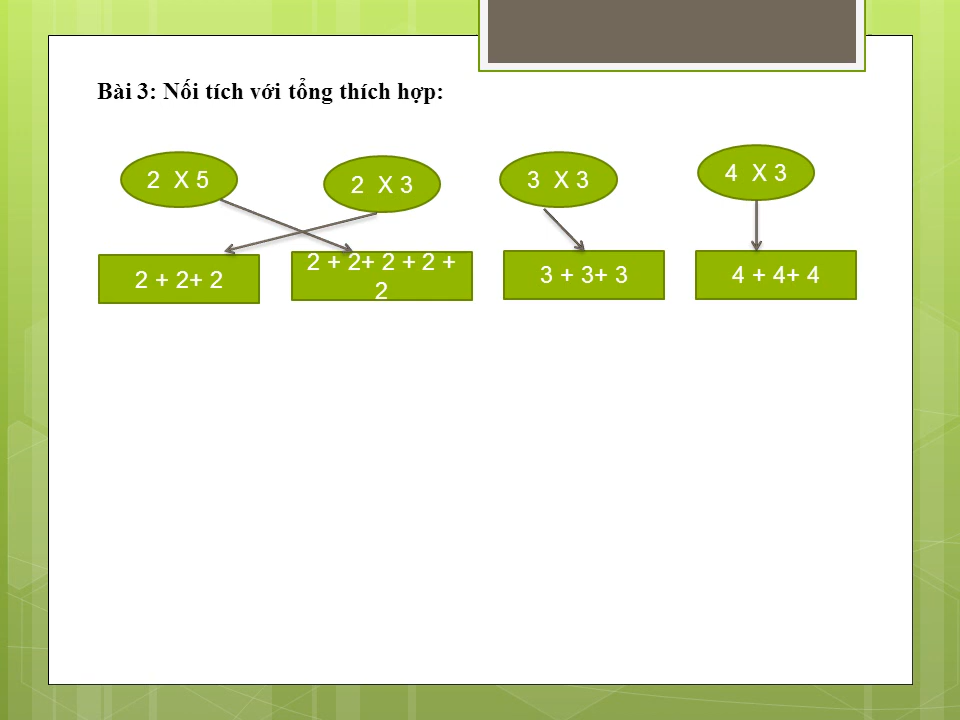 Bài 3: Nối tích với tổng thích hợp:
2 X 5
2 X 3
3 X 3
4 X 3
2 + 2+ 2
2 + 2+ 2 + 2 +
2
3 + 3+ 3
4 + 4+ 4